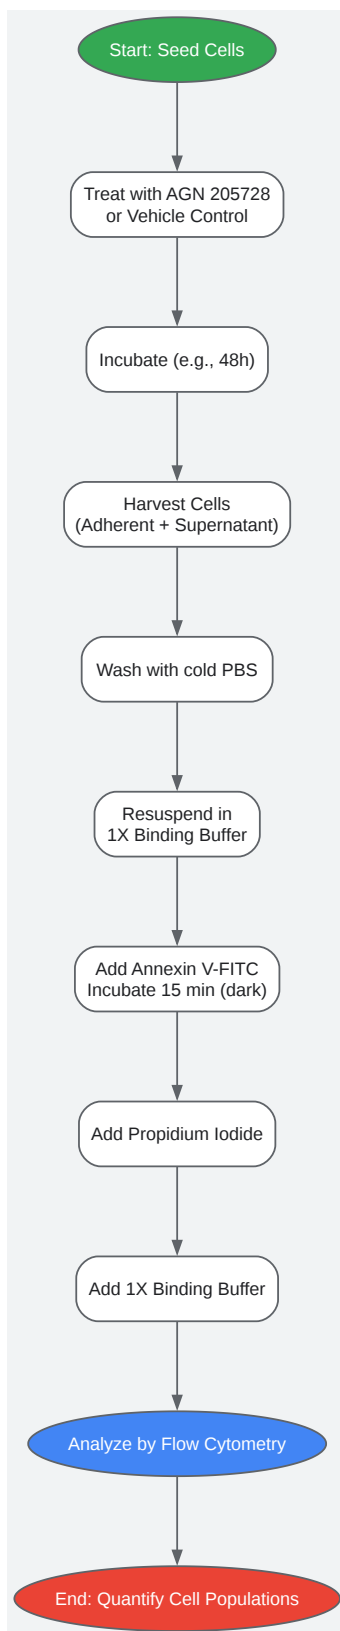 Start: Seed Cells
Treat with AGN 205728
or Vehicle Control
Incubate (e.g., 48h)
Harvest Cells
(Adherent + Supernatant)
Wash with cold PBS
Resuspend in
1X Binding Buffer
Add Annexin V-FITC
Incubate 15 min (dark)
Add Propidium Iodide
Add 1X Binding Buffer
Analyze by Flow Cytometry
End: Quantify Cell Populations